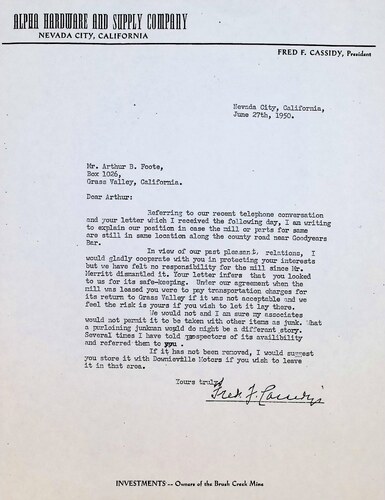 ALPHA HARDWARE AND SUPPLY COMPANY
NEVADA CITY, CALIFORNIA
FRED F. CASSIDY, President
Nevada City, California,
June 27th, 1950.
Mr. Arthur B. Foote,
Box 1026,
Grass Valley, California.
Dear Arthur:
Referring to our recent telephone conversation
and your letter which I received the following day, I am writing
to explain our position in case the mill or parts for same
are still in same location along the county road near Goodyears
Bar.
In view of our past pleasant relations, I
would gladly cooperate with you in protecting your interests
but we have felt no responsibility for the mill since Mr.
Merritt dismantled it. Your letter infers that you looked
to us for its safe-keeping. Under our agreement when the
mill was leased you were to pay transportation charges for
its return to Grass Valley if it was not acceptable and we
feel the risk is yours if you wish to let it lay there.
We would not and I am sure my associates
would not permit it to be taken with other items as junk. What
a purloining junkman would do might be a different story.
Several times I have told prospectors of its availibility
and referred them to you.
If it has not been removed, I would suggest
you store it with Downieville Motors if you wish to leave
it in that area.
Yours truly,
Fred F. Cassidy
INVESTMENTS -- Owners of the Brush Creek Mine